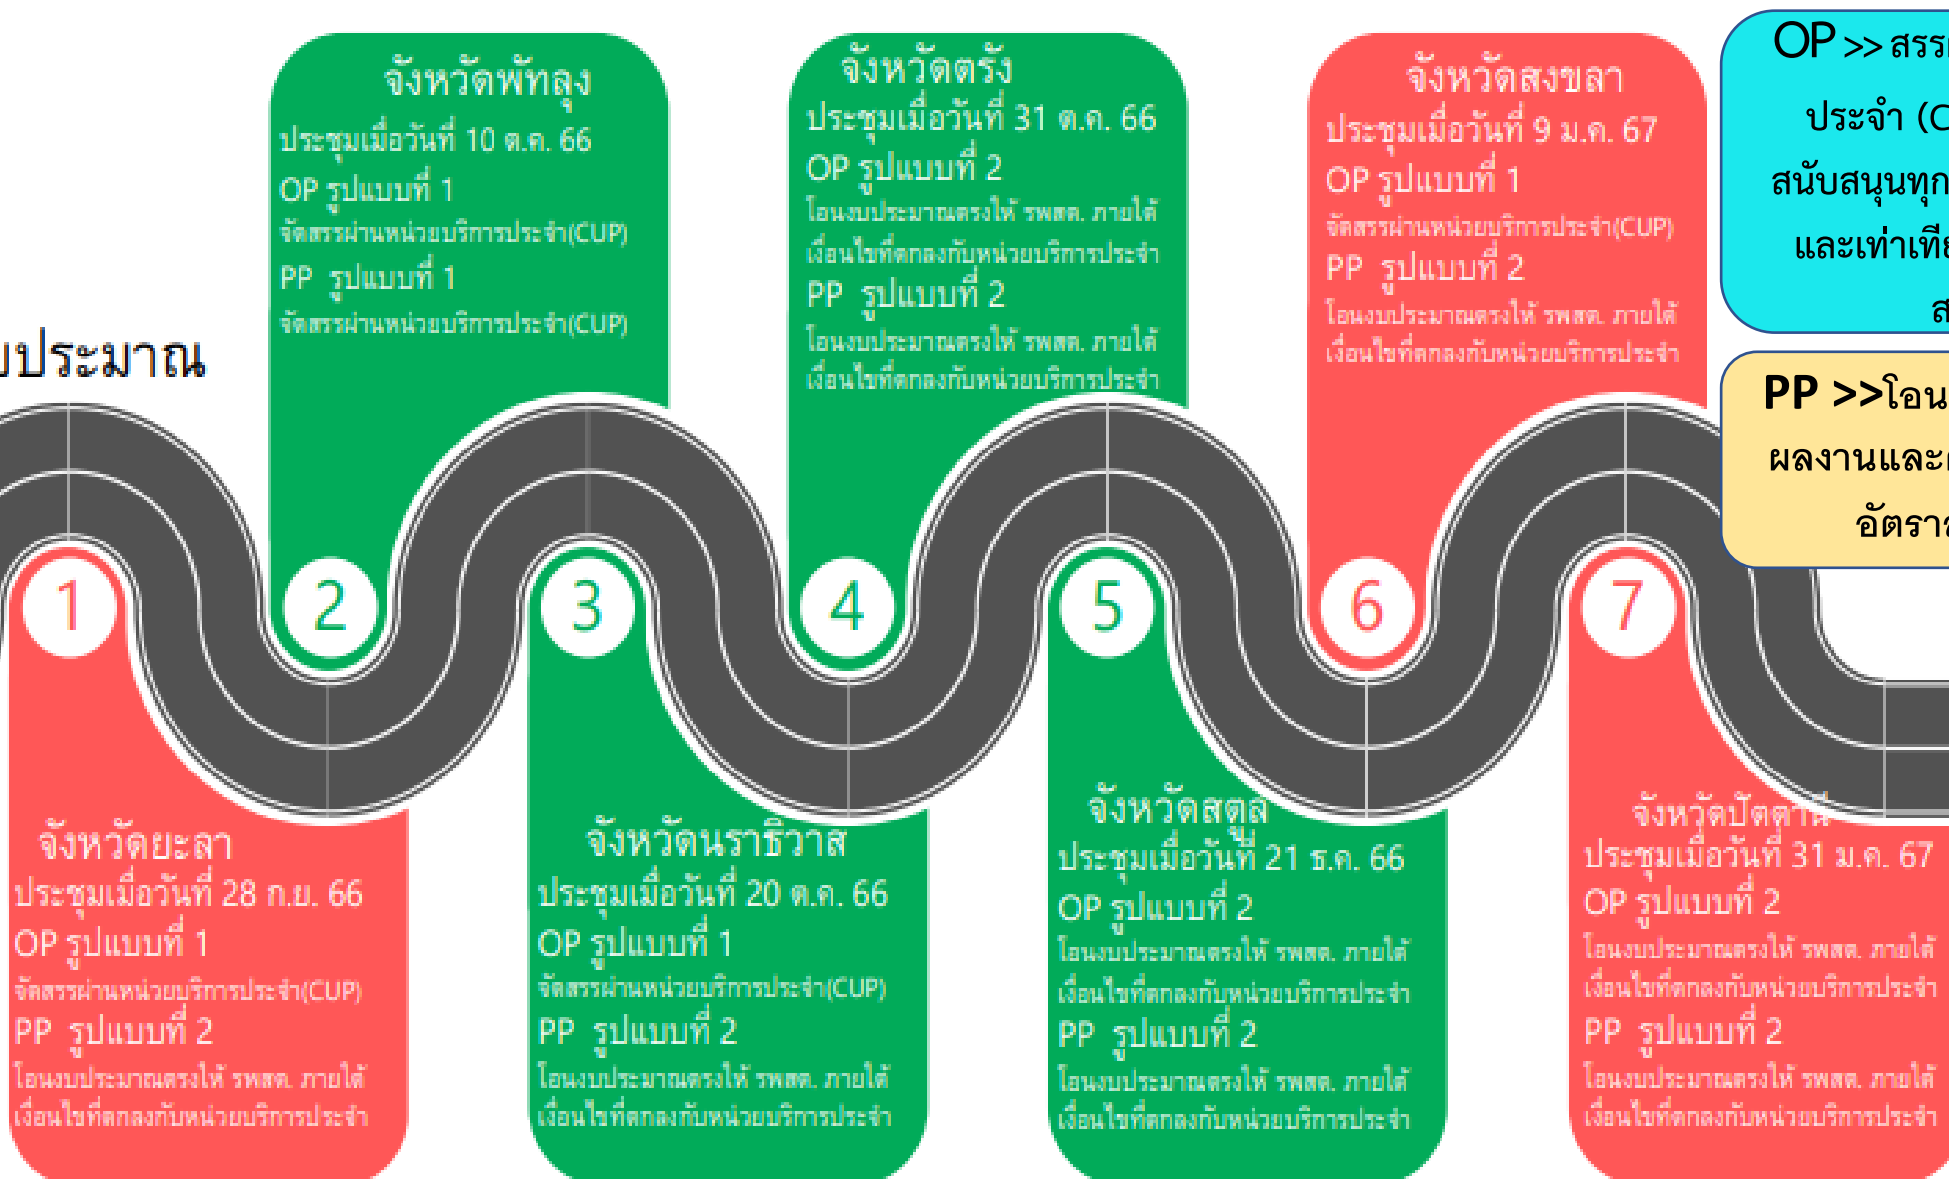 บประมาณ
1
จังหวัดยะลา
ประชุมเมื่อวันที่ 28 ก.ย. 66
OP รูปแบบที่ 1
จัดสรรผ่านหน่วยบริการประจำ(CUP)
PP รูปแบบที่ 2
โอนงบประมาณตรงให้ รพสต. ภายใต้
เงื่อนไขที่ตกลงกับหน่วยบริการประจำ
จังหวัดพัทลุง
ประชุมเมื่อวันที่ 10 ต.ค. 66
OP รูปแบบที่ 1
จัดสรรผ่านหน่วยบริการประจำ(CUP)
PP รูปแบบที่ 1
จัดสรรผ่านหน่วยบริการประจำ(CUP)
2
3
จังหวัดนราธิวาส
ประชุมเมื่อวันที่ 20 ต.ค. 66
OP รูปแบบที่ 1
จัดสรรผ่านหน่วยบริการประจำ(CUP)
PP รูปแบบที่ 2
โอนงบประมาณตรงให้ รพสต. ภายใต้
เงื่อนไขที่ตกลงกับหน่วยบริการประจำ
จังหวัดตรัง
ประชุมเมื่อวันที่ 31 ต.ค. 66
OP รูปแบบที่ 2
โอนงบประมาณตรงให้ รพสต. ภายใต้
เงื่อนไขที่ตกลงกับหน่วยบริการประจำ
PP รูปแบบที่ 2
โอนงบประมาณตรงให้ รพสต. ภายใต้
เงื่อนไขที่ตกลงกับหน่วยบริการประจำ
4
5
จังหวัดสตูล
ประชุมเมื่อวันที่ 21 ธ.ค. 66
OP รูปแบบที่ 2
โอนงบประมาณตรงให้ รพสต. ภายใต้
เงื่อนไขที่ตกลงกับหน่วยบริการประจำ
PP รูปแบบที่ 2
โอนงบประมาณตรงให้ รพสต. ภายใต้
เงื่อนไขที่ตกลงกับหน่วยบริการประจำ
จังหวัดสงขลา
ประชุมเมื่อวันที่ 9 ม.ค. 67
OP รูปแบบที่ 1
จัดสรรผ่านหน่วยบริการประจำ(CUP)
PP รูปแบบที่ 2
โอนงบประมาณตรงให้ รพสต. ภายใต้
เงื่อนไขที่ตกลงกับหน่วยบริการประจำ
6
7
จังหวัดปัตตานี
ประชุมเมื่อวันที่ 31 ม.ค. 67
OP รูปแบบที่ 2
โอนงบประมาณตรงให้ รพสต. ภายใต้
เงื่อนไขที่ตกลงกับหน่วยบริการประจำ
PP รูปแบบที่ 2
โอนงบประมาณตรงให้ รพสต. ภายใต้
เงื่อนไขที่ตกลงกับหน่วยบริการประจำ
OP >> สรร
ประจำ (C
สนับสนุนทุก
และเท่าเที
ส
PP >>โอน
ผลงานและ
อัตรา